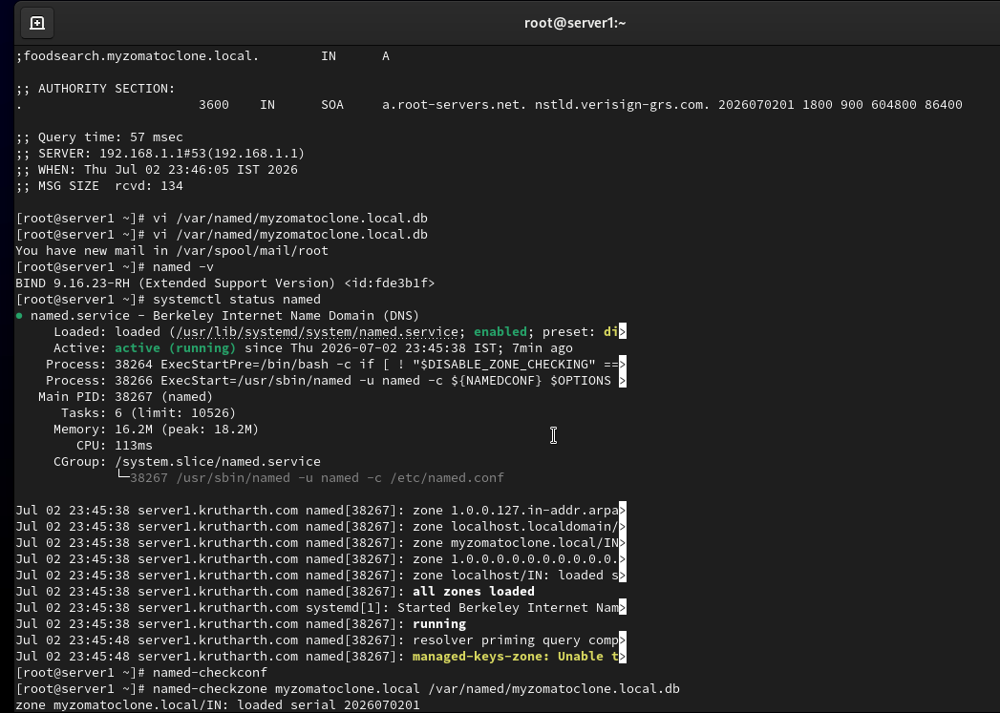 root@server1:~
;foodsearch.myzomatoclone.local. IN A
;; AUTHORITY SECTION:
. 3600 IN SOA a.root-servers.net. nstld.verisign-grs.com. 2026070201 1800 900 604800 86400
;; Query time: 57 msec
;; SERVER: 192.168.1.1#53(192.168.1.1)
;; WHEN: Thu Jul 02 23:46:05 IST 2026
;; MSG SIZE rcvd: 134
[root@server1 ~]# vi /var/named/myzomatoclone.local.db
[root@server1 ~]# vi /var/named/myzomatoclone.local.db
You have new mail in /var/spool/mail/root
[root@server1 ~]# named -v
BIND 9.16.23-RH (Extended Support Version) <id:fde3b1f>
[root@server1 ~]# systemctl status named
● named.service - Berkeley Internet Name Domain (DNS)
Loaded: loaded (/usr/lib/systemd/system/named.service; enabled; preset: di>
Active: active (running) since Thu 2026-07-02 23:45:38 IST; 7min ago
Process: 38264 ExecStartPre=/bin/bash -c if [ ! "$DISABLE_ZONE_CHECKING" ==>
Process: 38266 ExecStart=/usr/sbin/named -u named -c ${NAMEDCONF} $OPTIONS >
Main PID: 38267 (named)
Tasks: 6 (limit: 10526)
Memory: 16.2M (peak: 18.2M)
CPU: 113ms
CGroup: /system.slice/named.service
└─38267 /usr/sbin/named -u named -c /etc/named.conf
Jul 02 23:45:38 server1.krutharth.com named[38267]: zone 1.0.0.127.in-addr.arpa>
Jul 02 23:45:38 server1.krutharth.com named[38267]: zone localhost.localdomain/>
Jul 02 23:45:38 server1.krutharth.com named[38267]: zone myzomatoclone.local/IN>
Jul 02 23:45:38 server1.krutharth.com named[38267]: zone 1.0.0.0.0.0.0.0.0.0.0.>
Jul 02 23:45:38 server1.krutharth.com named[38267]: zone localhost/IN: loaded s>
Jul 02 23:45:38 server1.krutharth.com named[38267]: all zones loaded
Jul 02 23:45:38 server1.krutharth.com systemd[1]: Started Berkeley Internet Nam>
Jul 02 23:45:38 server1.krutharth.com named[38267]: running
Jul 02 23:45:48 server1.krutharth.com named[38267]: resolver priming query comp>
Jul 02 23:45:48 server1.krutharth.com named[38267]: managed-keys-zone: Unable t>
[root@server1 ~]# named-checkconf
[root@server1 ~]# named-checkzone myzomatoclone.local /var/named/myzomatoclone.local.db
zone myzomatoclone.local/IN: loaded serial 2026070201